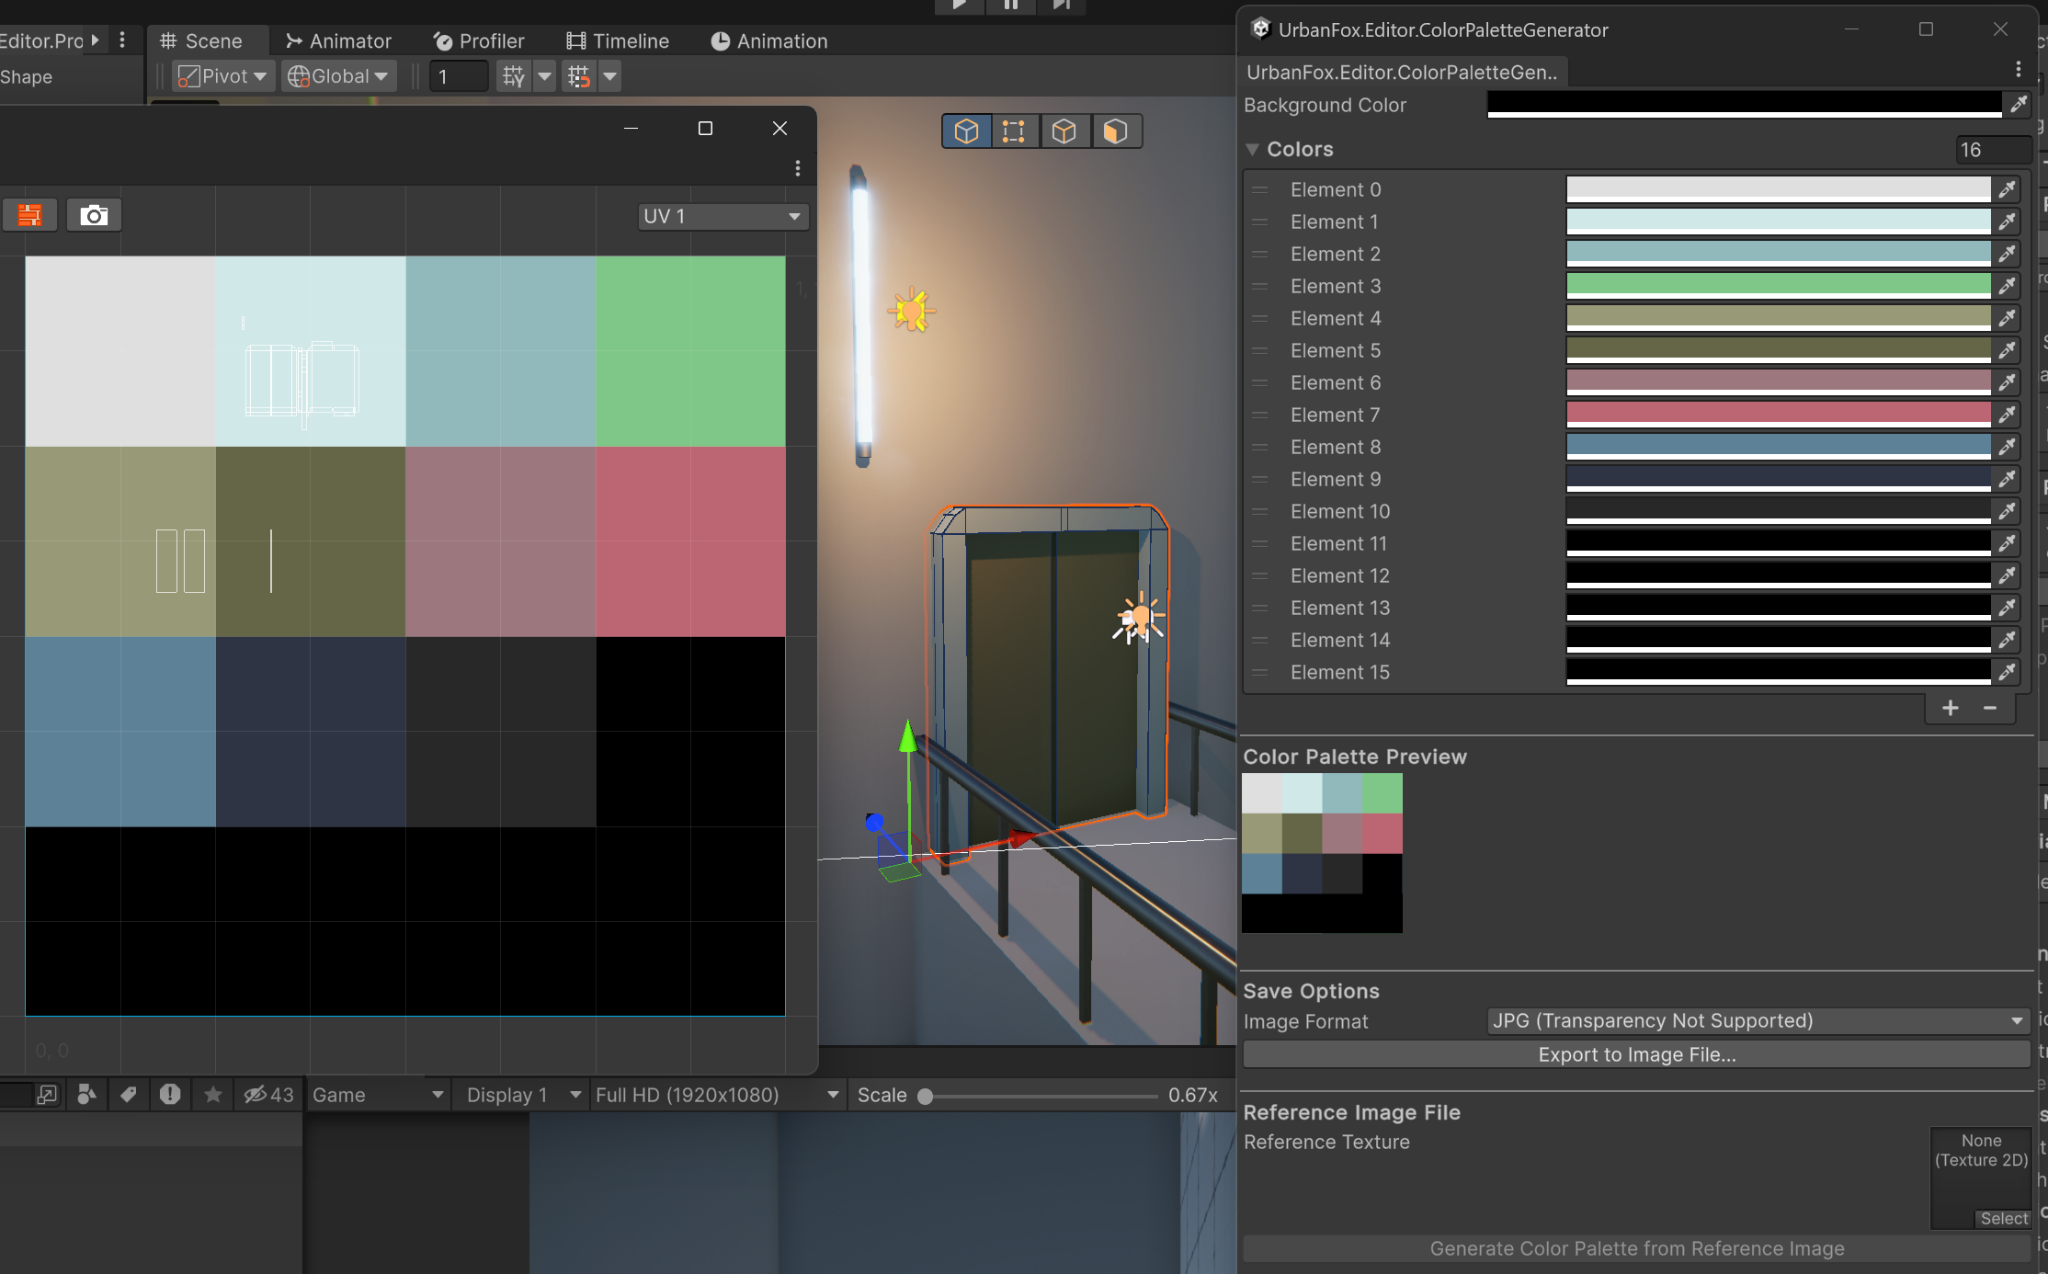 Editor.Pro
Scene
Animator
Profiler
Timeline
Animation
Shape
Pivot
Global
1
UV 1
1,
0, 0
43
Game
Display 1
Full HD (1920x1080)
Scale
0.67x
UrbanFox.Editor.ColorPaletteGenerator
UrbanFox.Editor.ColorPaletteGen..
Background Color
Colors
16
Element 0
Element 1
Element 2
Element 3
Element 4
Element 5
Element 6
Element 7
Element 8
Element 9
Element 10
Element 11
Element 12
Element 13
Element 14
Element 15
Color Palette Preview
Save Options
Image Format
JPG (Transparency Not Supported)
Export to Image File...
Reference Image File
Reference Texture
None
(Texture 2D)
Select
Generate Color Palette from Reference Image